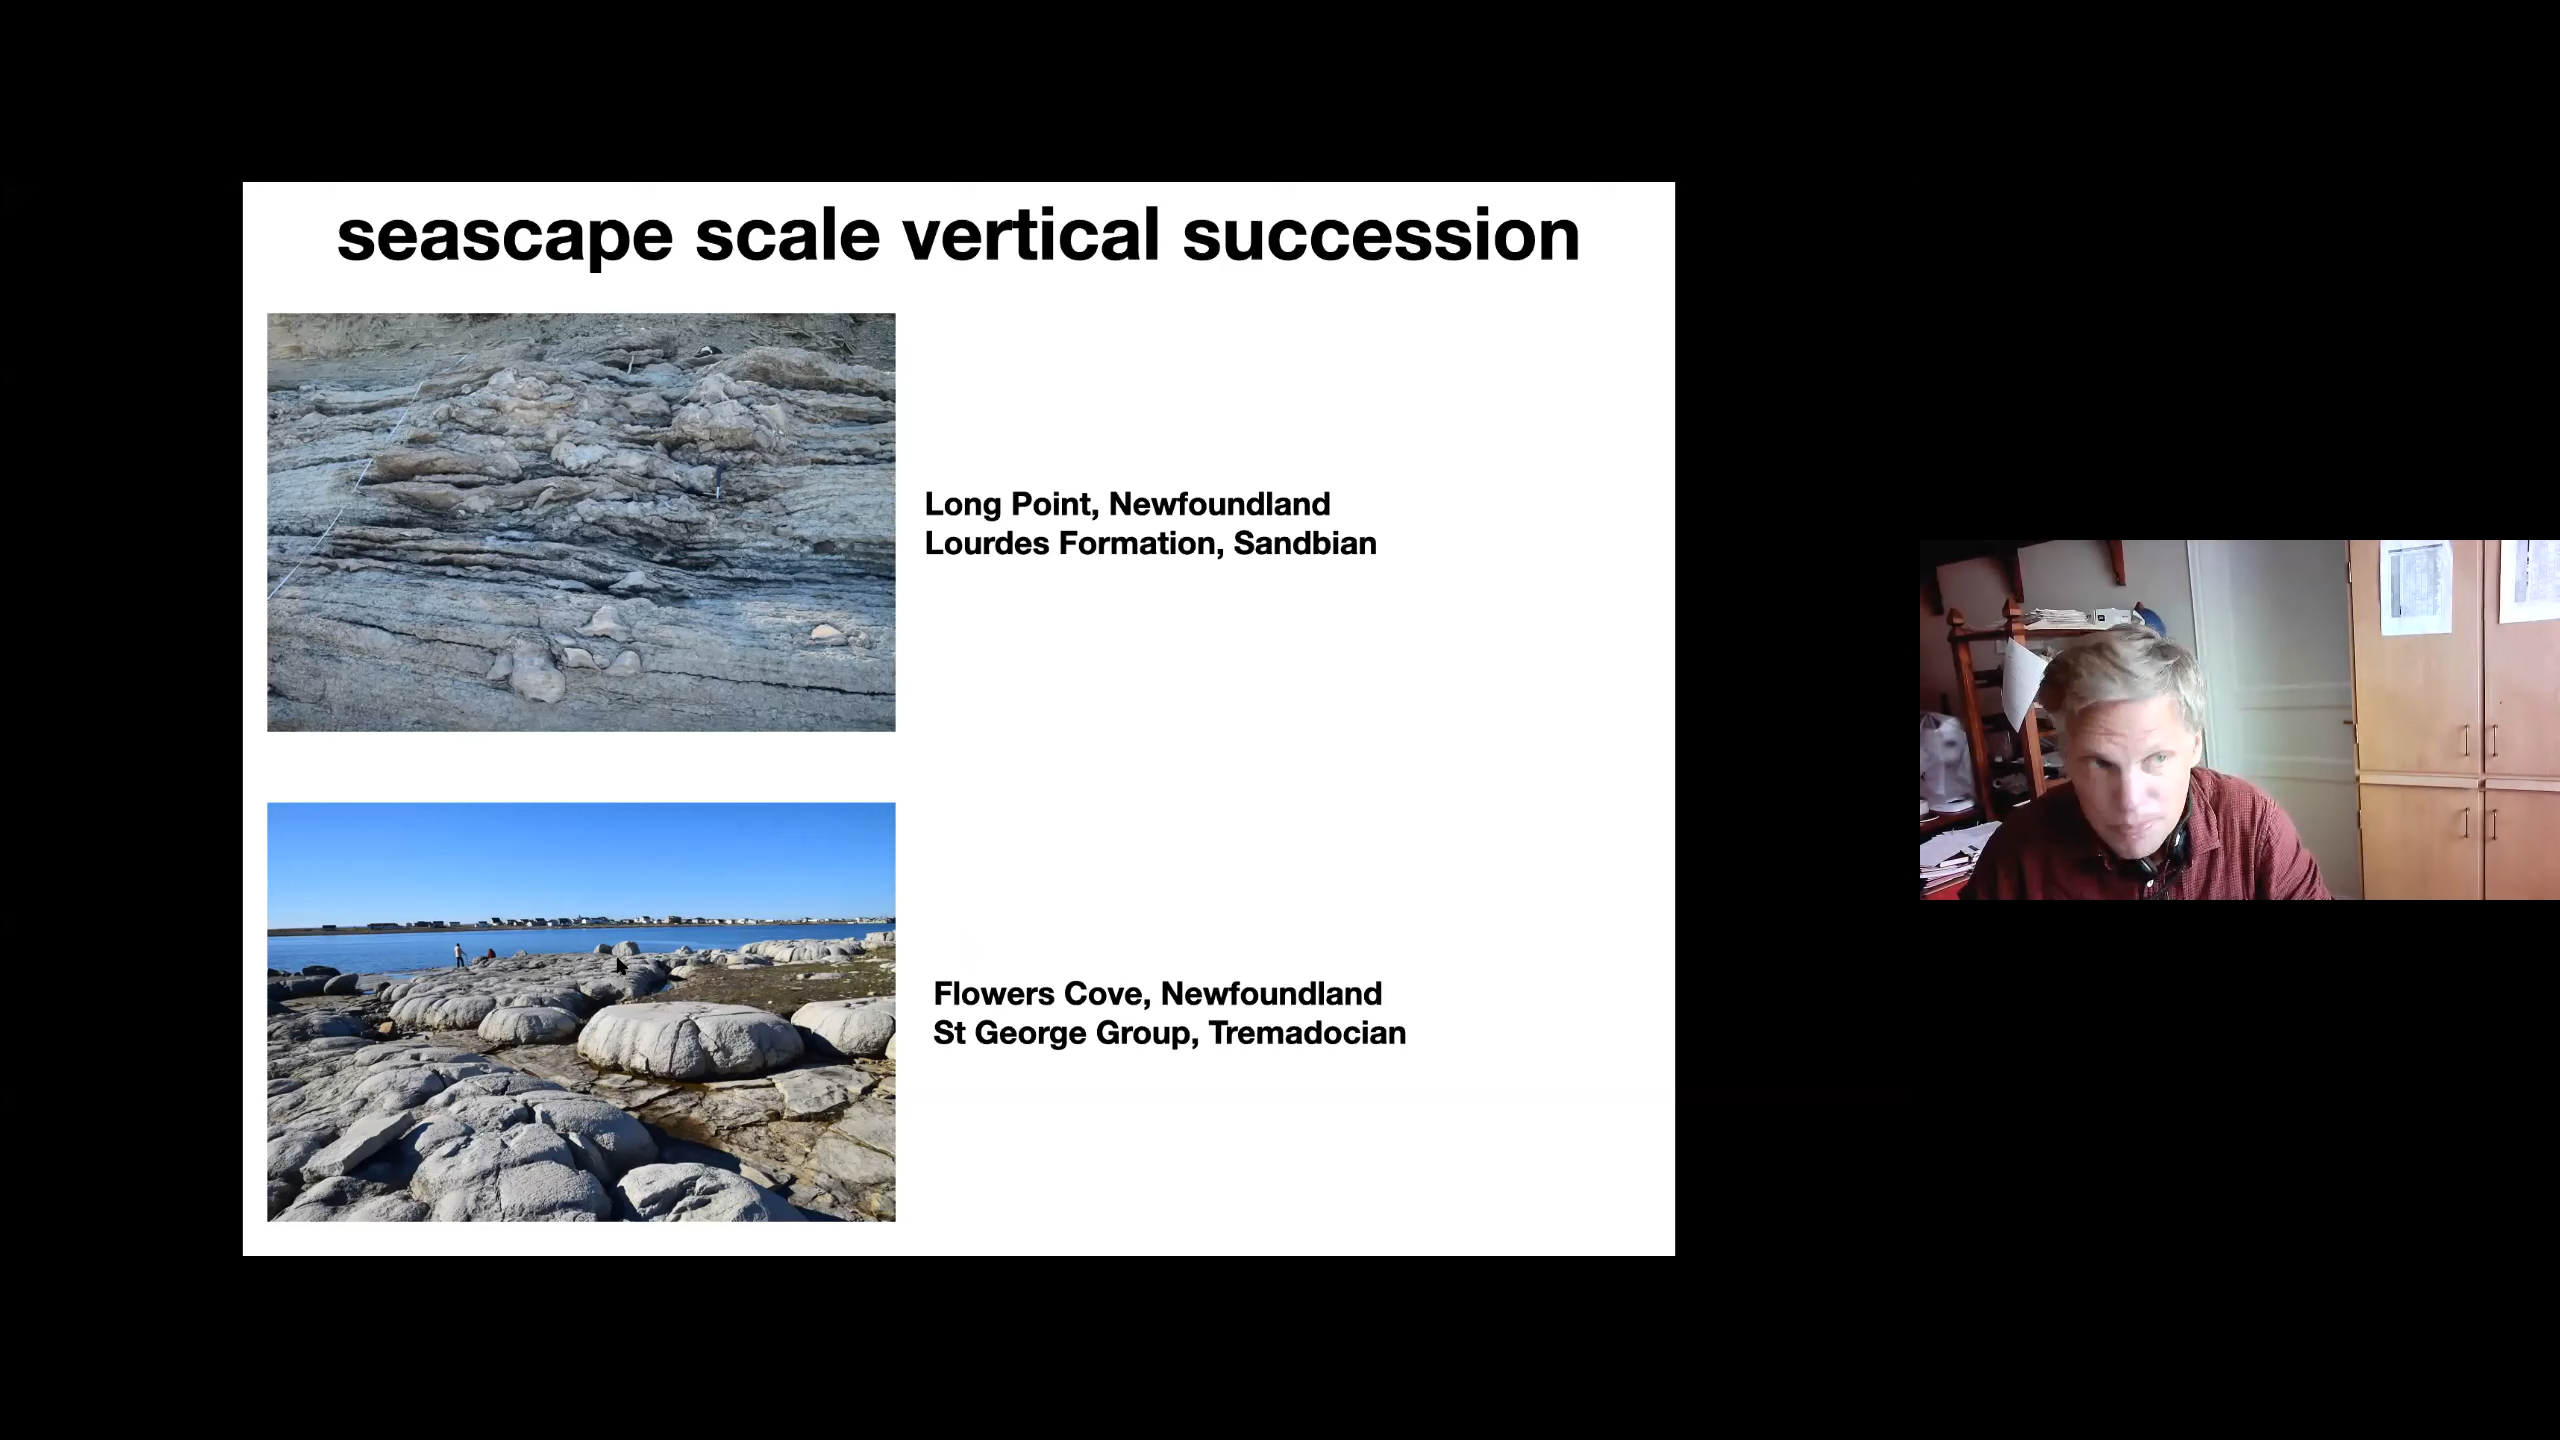 seascape scale vertical succession
Long Point, Newfoundland
Lourdes Formation, Sandbian
Flowers Cove, Newfoundland
St George Group, Tremadocian